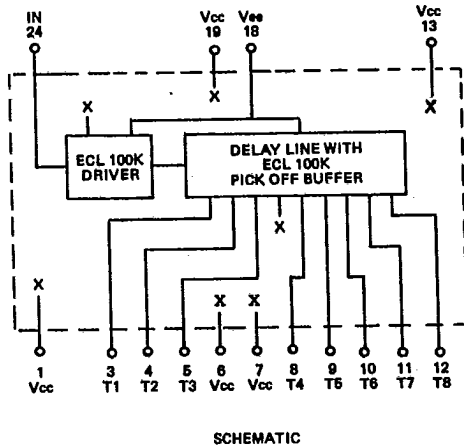 IN
24
Vcc
19
Vee
18
Vcc
13
X
X
X
ECL 100K
DRIVER
DELAY LINE WITH
ECL 100K
PICK OFF BUFFER
X
X
X
X
1
Vcc
3
T1
4
T2
5
T3
6
Vcc
7
Vcc
8
T4
9
T5
10
T6
11
T7
12
T8
SCHEMATIC